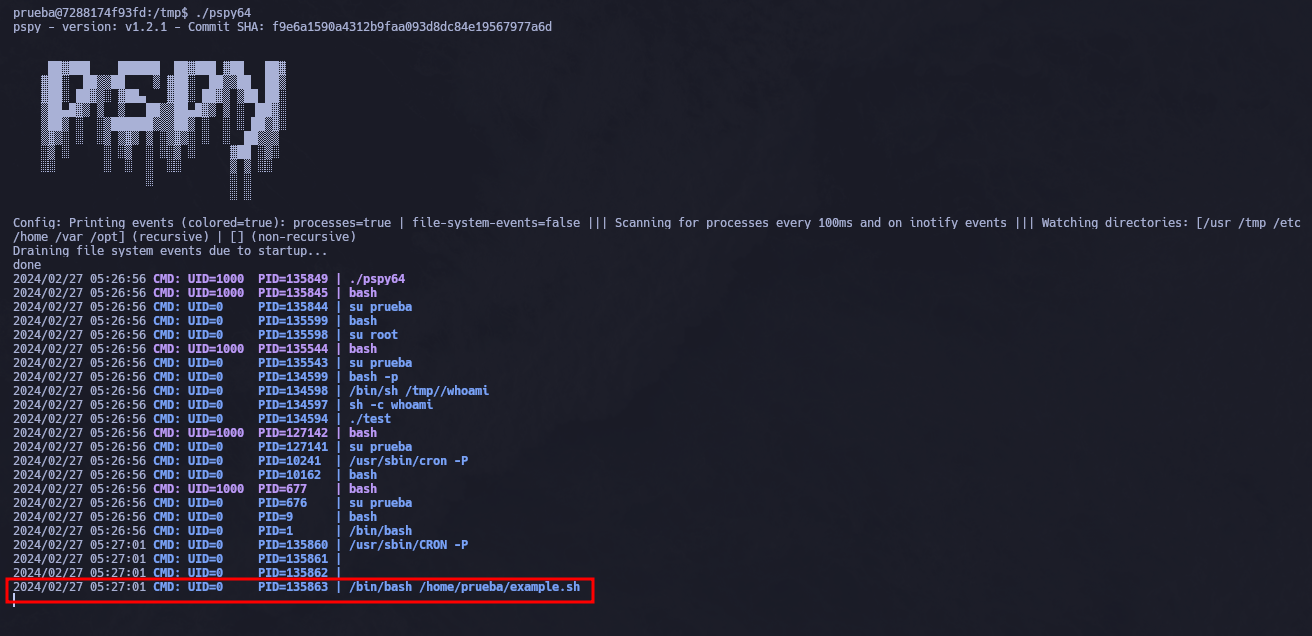 prueba@7288174f93fd:/tmp$ ./pspy64
pspy - version: v1.2.1 - Commit SHA: f9e6a1590a4312b9faa093d8dc84e19567977a6d
PSPY
Config: Printing events (colored=true): processes=true | file-system-events=false ||| Scanning for processes every 100ms and on inotify events ||| Watching directories: [/usr /tmp /etc
/home /var /opt] (recursive) | [] (non-recursive)
Draining file system events due to startup...
done
2024/02/27 05:26:56 CMD: UID=1000  PID=135849 | ./pspy64
2024/02/27 05:26:56 CMD: UID=1000  PID=135845 | bash
2024/02/27 05:26:56 CMD: UID=0     PID=135844 | su prueba
2024/02/27 05:26:56 CMD: UID=0     PID=135599 | bash
2024/02/27 05:26:56 CMD: UID=0     PID=135598 | su root
2024/02/27 05:26:56 CMD: UID=1000  PID=135544 | bash
2024/02/27 05:26:56 CMD: UID=0     PID=135543 | su prueba
2024/02/27 05:26:56 CMD: UID=0     PID=134599 | bash -p
2024/02/27 05:26:56 CMD: UID=0     PID=134598 | /bin/sh /tmp//whoami
2024/02/27 05:26:56 CMD: UID=0     PID=134597 | sh -c whoami
2024/02/27 05:26:56 CMD: UID=0     PID=134594 | ./test
2024/02/27 05:26:56 CMD: UID=1000  PID=127142 | bash
2024/02/27 05:26:56 CMD: UID=0     PID=127141 | su prueba
2024/02/27 05:26:56 CMD: UID=0     PID=10241  | /usr/sbin/cron -P
2024/02/27 05:26:56 CMD: UID=0     PID=10162  | bash
2024/02/27 05:26:56 CMD: UID=1000  PID=677    | bash
2024/02/27 05:26:56 CMD: UID=0     PID=676    | su prueba
2024/02/27 05:26:56 CMD: UID=0     PID=9      | bash
2024/02/27 05:26:56 CMD: UID=0     PID=1      | /bin/bash
2024/02/27 05:27:01 CMD: UID=0     PID=135860 | /usr/sbin/CRON -P
2024/02/27 05:27:01 CMD: UID=0     PID=135861 |
2024/02/27 05:27:01 CMD: UID=0     PID=135862 |
2024/02/27 05:27:01 CMD: UID=0     PID=135863 | /bin/bash /home/prueba/example.sh